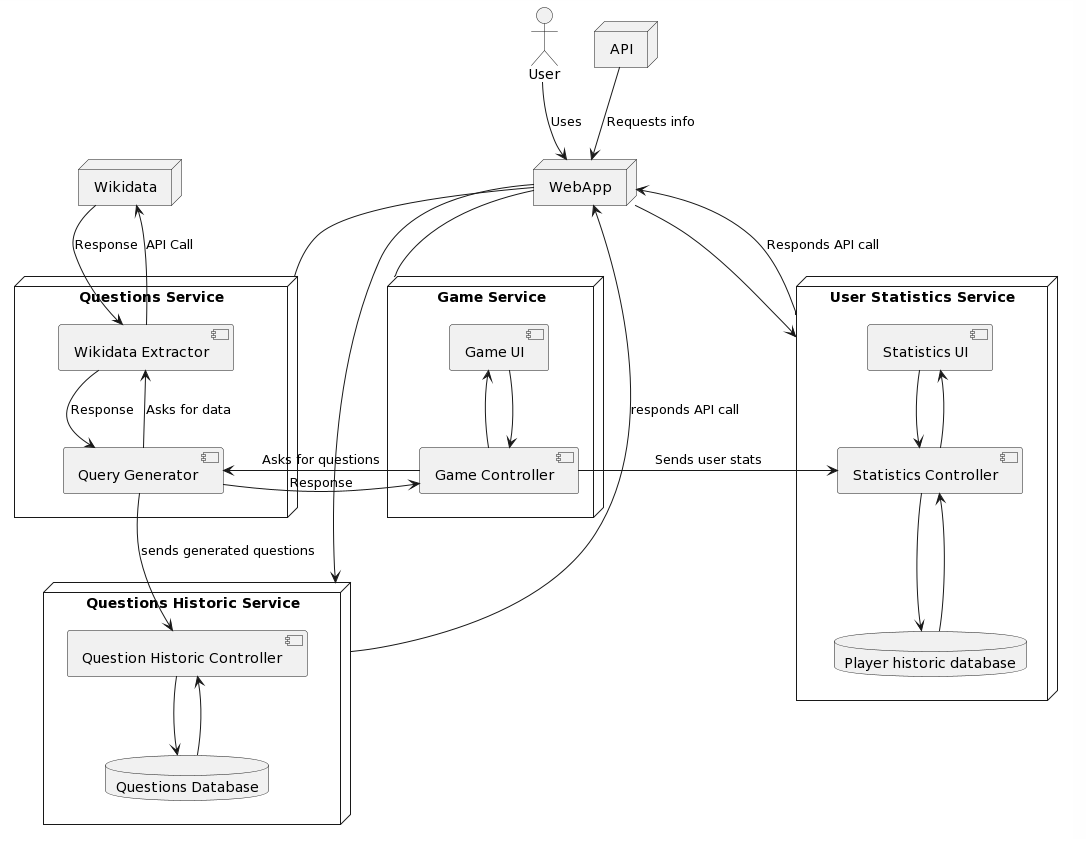 User
API
Uses
Requests info
Wikidata
WebApp
Response
API Call
Responds API call
Questions Service
Game Service
User Statistics Service
Wikidata Extractor
Game UI
Statistics UI
Response
Asks for data
responds API call
Asks for questions
Sends user stats
Query Generator
Response
Game Controller
Statistics Controller
sends generated questions
Questions Historic Service
Question Historic Controller
Player historic database
Questions Database